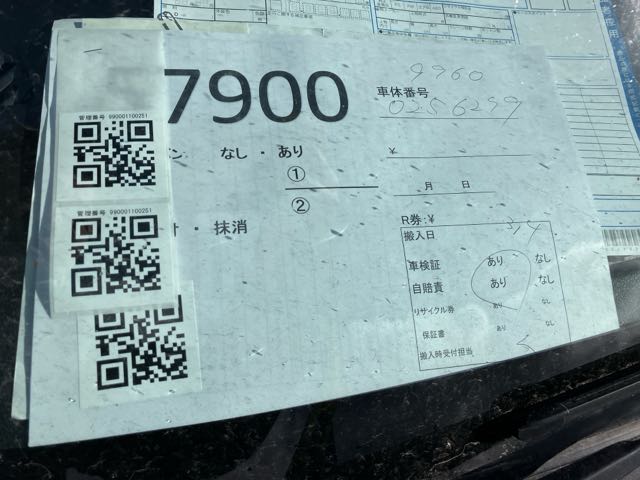 7900
9960
車体番号
0256299
管理番号 990001100251
なし・あり
¥
①
②
月 日
管理番号 990001100251
・抹消
R券:¥
搬入日 3/4
車検証 あり なし
自賠責 あり なし
リサイクル券 あり なし
保証書 あり なし
搬入時受付担当